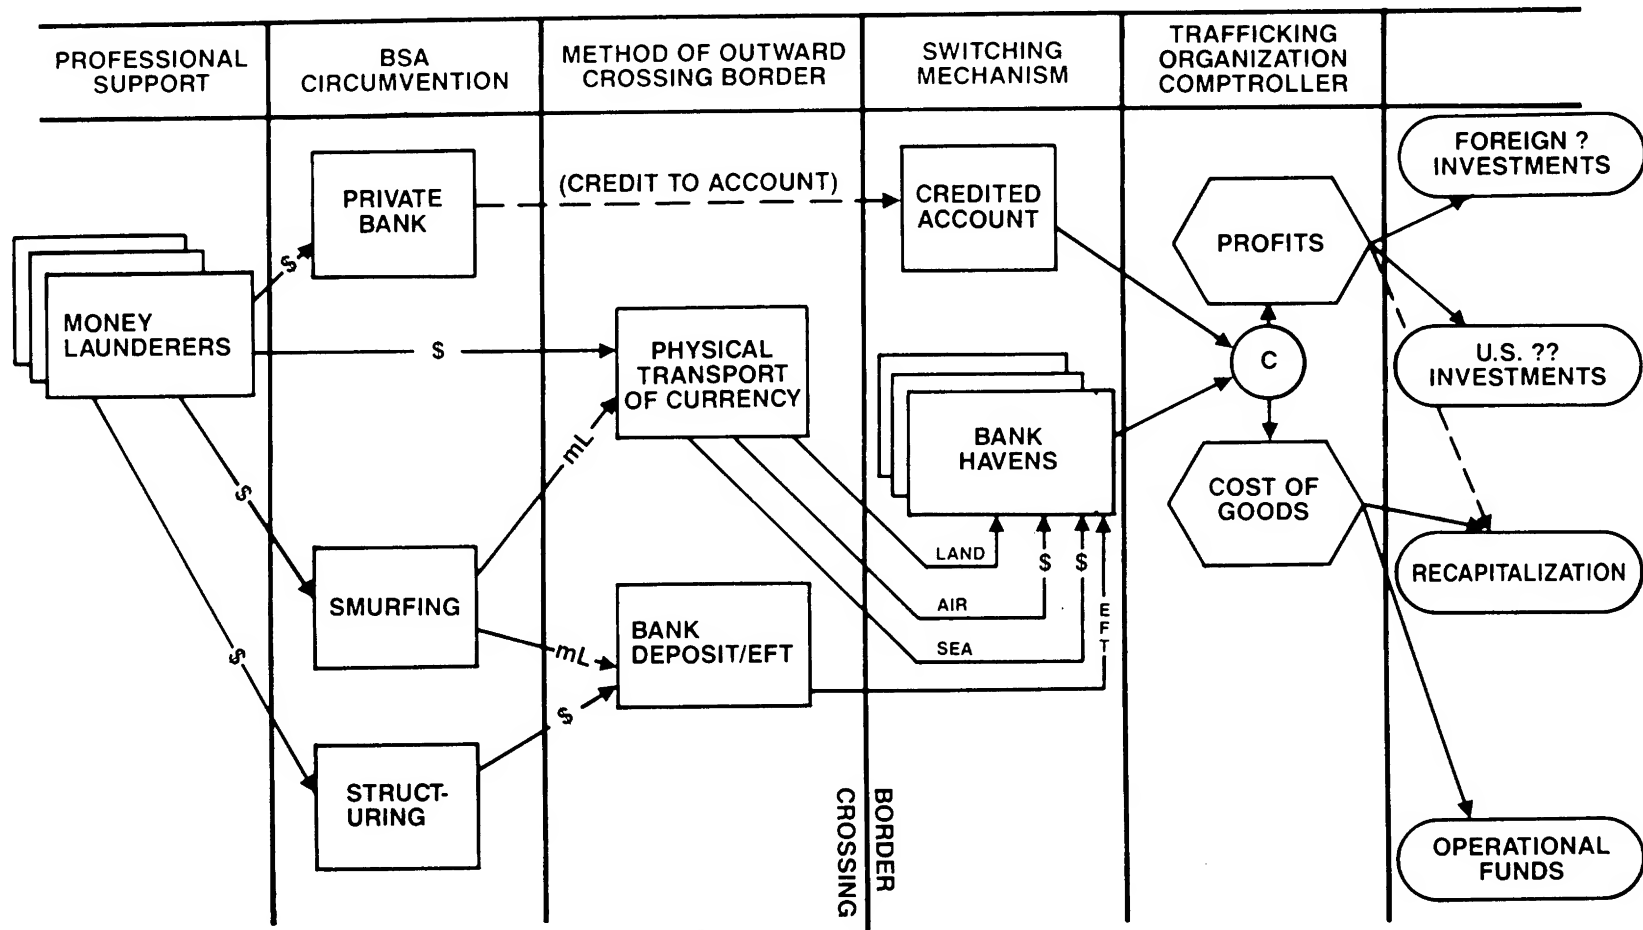 PROFESSIONAL
SUPPORT
BSA
CIRCUMVENTION
METHOD OF OUTWARD
CROSSING BORDER
SWITCHING
MECHANISM
TRAFFICKING
ORGANIZATION
COMPTROLLER
MONEY
LAUNDERERS
$
$
$
$
PRIVATE
BANK
SMURFING
STRUCT-
URING
(CREDIT TO ACCOUNT)
mL
mL
$
PHYSICAL
TRANSPORT
OF CURRENCY
BANK
DEPOSIT/EFT
BORDER
CROSSING
CREDITED
ACCOUNT
BANK
HAVENS
LAND
AIR
SEA
$
$
EFT
PROFITS
C
COST OF
GOODS
FOREIGN ?
INVESTMENTS
U.S. ??
INVESTMENTS
RECAPITALIZATION
OPERATIONAL
FUNDS